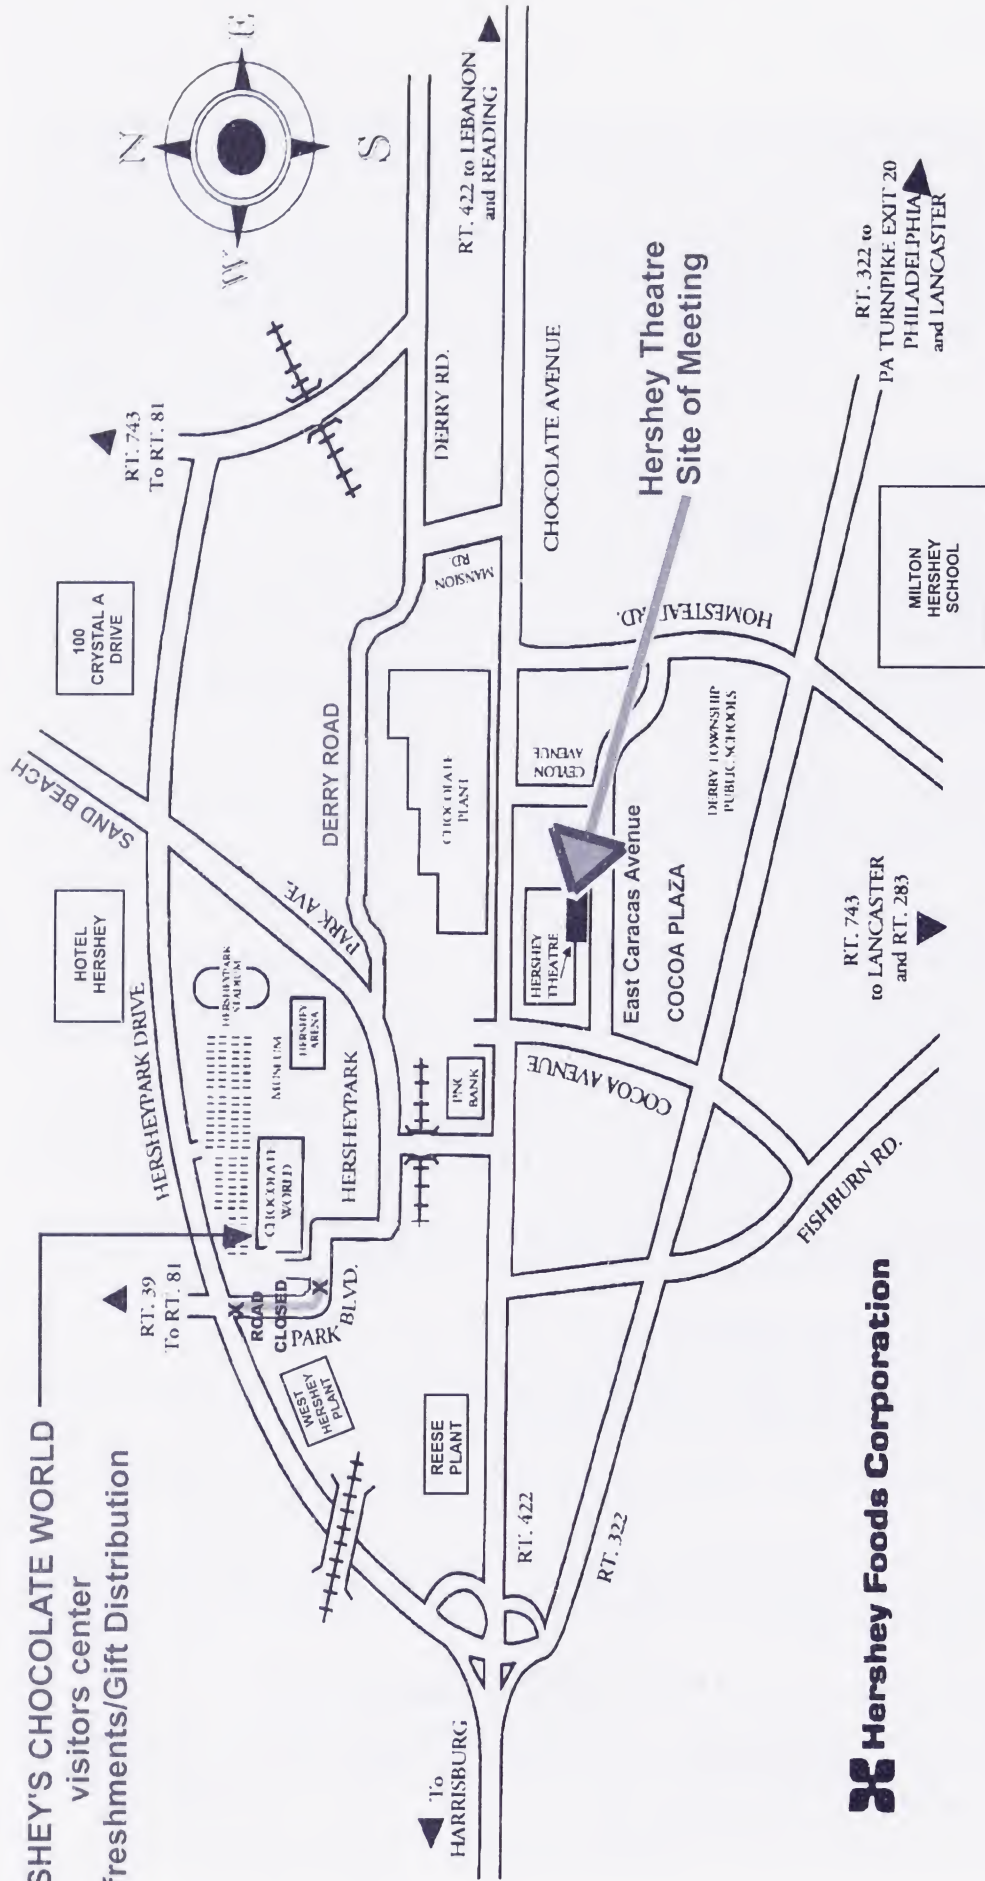 SHEY'S CHOCOLATE WORLD
visitors center
freshments/Gift Distribution
N
E
S
W
RT. 39
To RT. 81
HOTEL
HERSHEY
SAND BEACH
100
CRYSTAL A
DRIVE
RT. 743
To RT. 81
HERSHEYPARK DRIVE
ROAD
CLOSED
X
X
PARK BLVD.
WEST
HERSHEY
PLANT
CHOCOLATE
WORLD
MUSEUM
HERSHEYPARK
STADIUM
HERSHEY
ARENA
HERSHEYPARK
PARK AVE.
DERRY ROAD
DERRY RD.
RT. 422 to LEBANON
and READING
REESE
PLANT
PNC
BANK
CHOCOLATE
PLANT
MANSION
RD.
CHOCOLATE AVENUE
To
HARRISBURG
RT. 422
RT. 322
COCOA AVENUE
HERSHEY
THEATRE
CEYLON
AVENUE
East Caracas Avenue
COCOA PLAZA
HOMESTEAD RD.
Hershey Theatre
Site of Meeting
DERRY TOWNSHIP
PUBLIC SCHOOLS
RT. 322 to
PA TURNPIKE EXIT 20
PHILADELPHIA
and LANCASTER
MILTON
HERSHEY
SCHOOL
FISHBURN RD.
RT. 743
to LANCASTER
and RT. 283
Hershey Foods Corporation